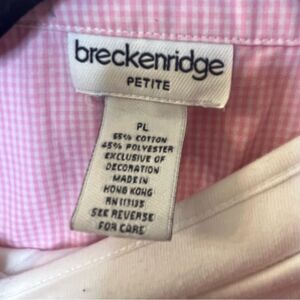 breckenridge
PETITE
PL
55% COTTON
45% POLYESTER
EXCLUSIVE OF
DECORATION
MADE IN
HONG KONG
RN 113135
SEE REVERSE
FOR CARE